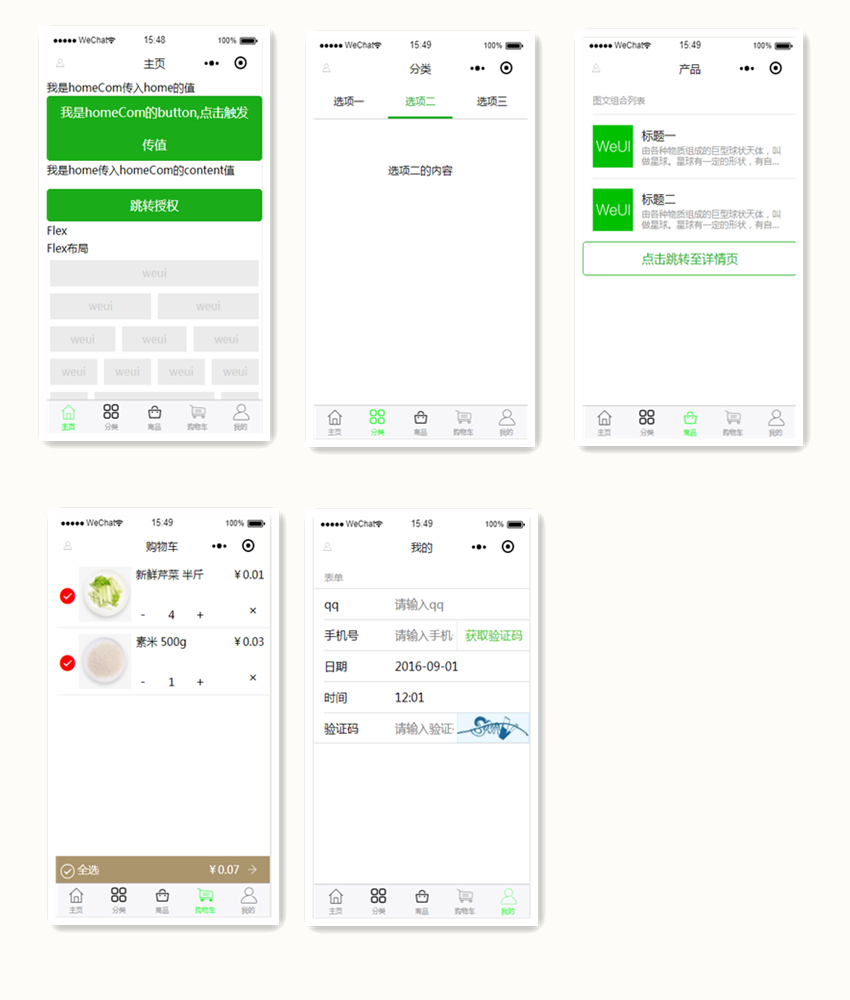 ●●●●● WeChat 15:48 100%
主页
我是homeCom传入home的值
我是homeCom的button,点击触发
传值
我是home传入homeCom的content值
跳转授权
Flex
Flex布局
weui
weui weui
weui weui weui
weui weui weui weui
主页 分类 商品 购物车 我的
●●●●● WeChat 15:49 100%
分类
选项一 选项二 选项三
选项二的内容
主页 分类 商品 购物车 我的
●●●●● WeChat 15:49 100%
产品
图文组合列表
WeUI
标题一
由各种物质组成的巨型球状天体，叫
做星球。星球有一定的形状，有自...
WeUI
标题二
由各种物质组成的巨型球状天体，叫
做星球。星球有一定的形状，有自...
点击跳转至详情页
主页 分类 商品 购物车 我的
●●●●● WeChat 15:49 100%
购物车
新鲜芹菜 半斤 ¥0.01
- 4 + ×
素米 500g ¥0.03
- 1 + ×
全选 ¥0.07
主页 分类 商品 购物车 我的
●●●●● WeChat 15:49 100%
我的
表单
qq 请输入qq
手机号 请输入手机 获取验证码
日期 2016-09-01
时间 12:01
验证码 请输入验证
主页 分类 商品 购物车 我的